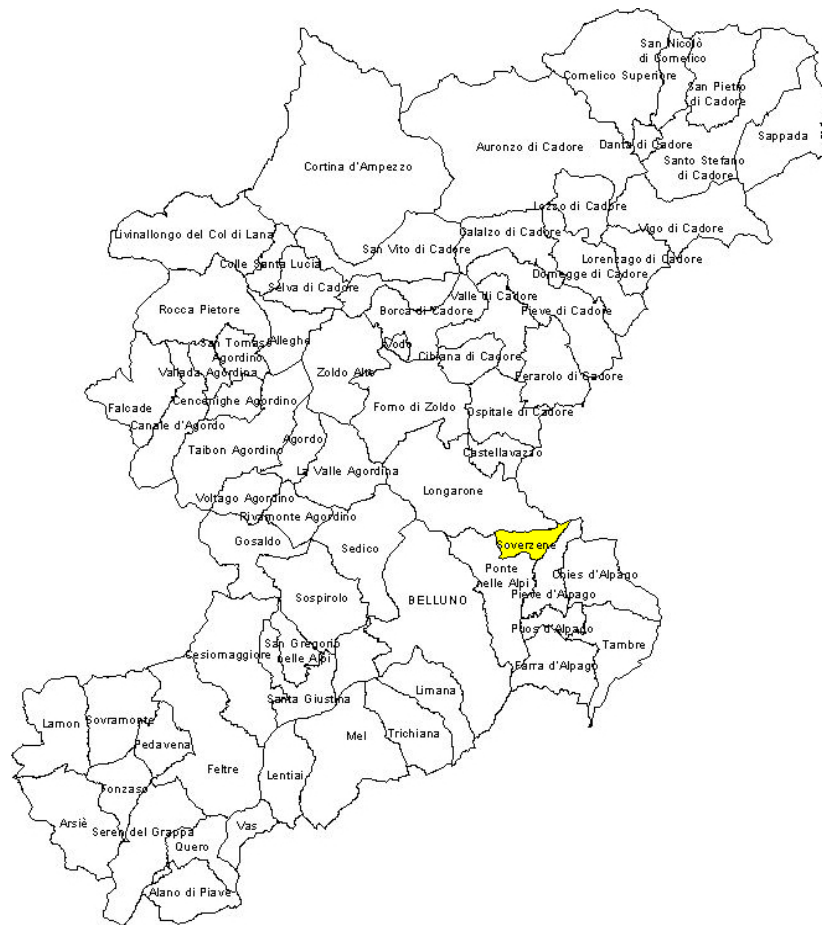 San Nicolò
di Comelico
Comelico Superiore
San Pietro
di Cadore
Sappada
Danta di Cadore
Santo Stefano
di Cadore
Auronzo di Cadore
Cortina d'Ampezzo
Lozzo di Cadore
Vigo di Cadore
Livinallongo del Col di Lana
San Vito di Cadore
Calalzo di Cadore
Lorenzago di Cadore
Colle Santa Lucia
Domegge di Cadore
Selva di Cadore
Valle di Cadore
Rocca Pietore
Borca di Cadore
Pieve di Cadore
San Tomaso
Agordino
Alleghe
Vodo
Cibiana di Cadore
Vallada Agordina
Zoldo Alto
Perarolo di Cadore
Falcade
Cencenighe Agordino
Forno di Zoldo
Ospitale di Cadore
Canale d'Agordo
Agordo
Taibon Agordino
Castellavazzo
La Valle Agordina
Longarone
Voltago Agordino
Rivamonte Agordino
Gosaldo
Sedico
Soverzene
Ponte
nelle Alpi
Chies d'Alpago
Sospirolo
BELLUNO
Pieve d'Alpago
Puos d'Alpago
San Gregorio
nelle Alpi
Tambre
Cesiomaggiore
Farra d'Alpago
Limana
Santa Giustina
Lamon
Sovramonte
Mel
Trichiana
Pedavena
Feltre
Lentiai
Fonzaso
Arsiè
Seren del Grappa
Vas
Quero
Alano di Piave